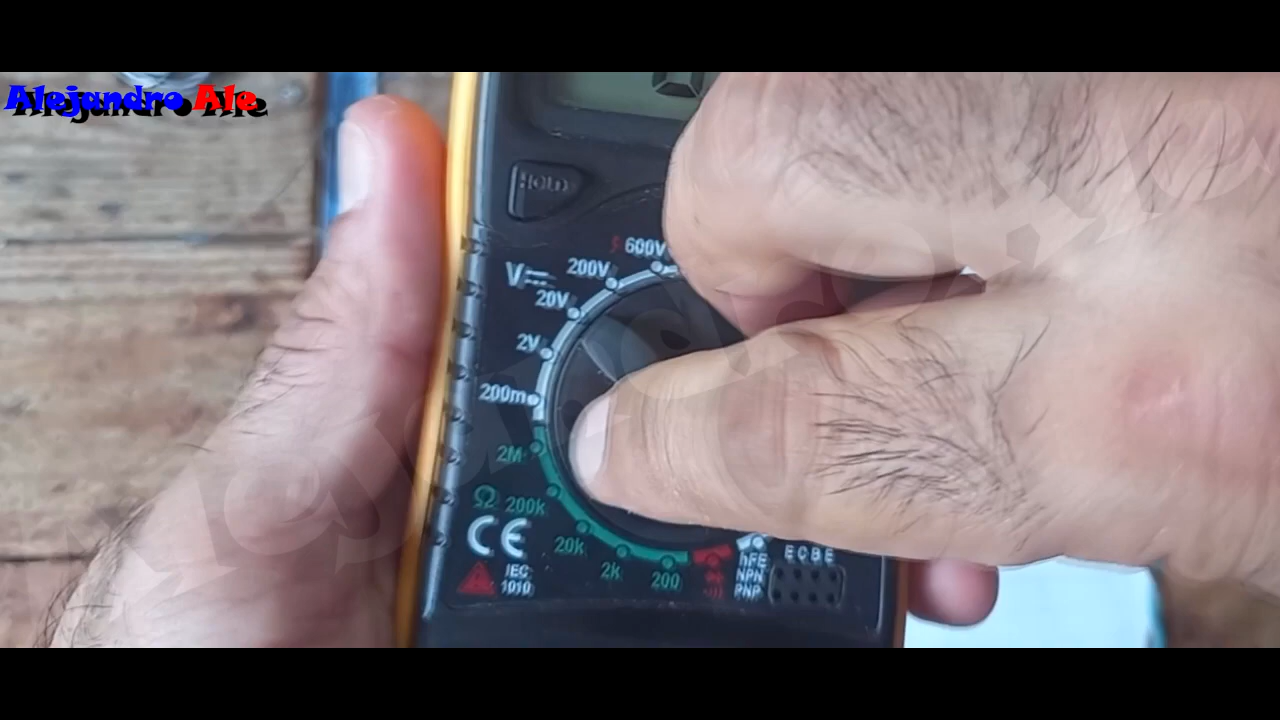 Alejandro Ale
HOLD
600V
200V
V
20V
2V
200m
2M
Ω
200k
CE
20k
2k
200
IEC
1010
hFE
NPN
PNP
E C B E